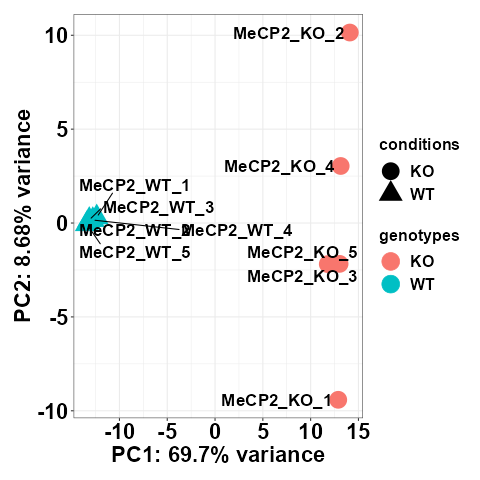 MeCP2_KO_2
MeCP2_KO_4
MeCP2_WT_1
MeCP2_WT_3
MeCP2_WT_2
MeCP2_WT_4
MeCP2_WT_5
MeCP2_KO_5
MeCP2_KO_3
MeCP2_KO_1
10
5
0
-5
-10
-10
-5
0
5
10
15
PC1: 69.7% variance
PC2: 8.68% variance
conditions
KO
WT
genotypes
KO
WT